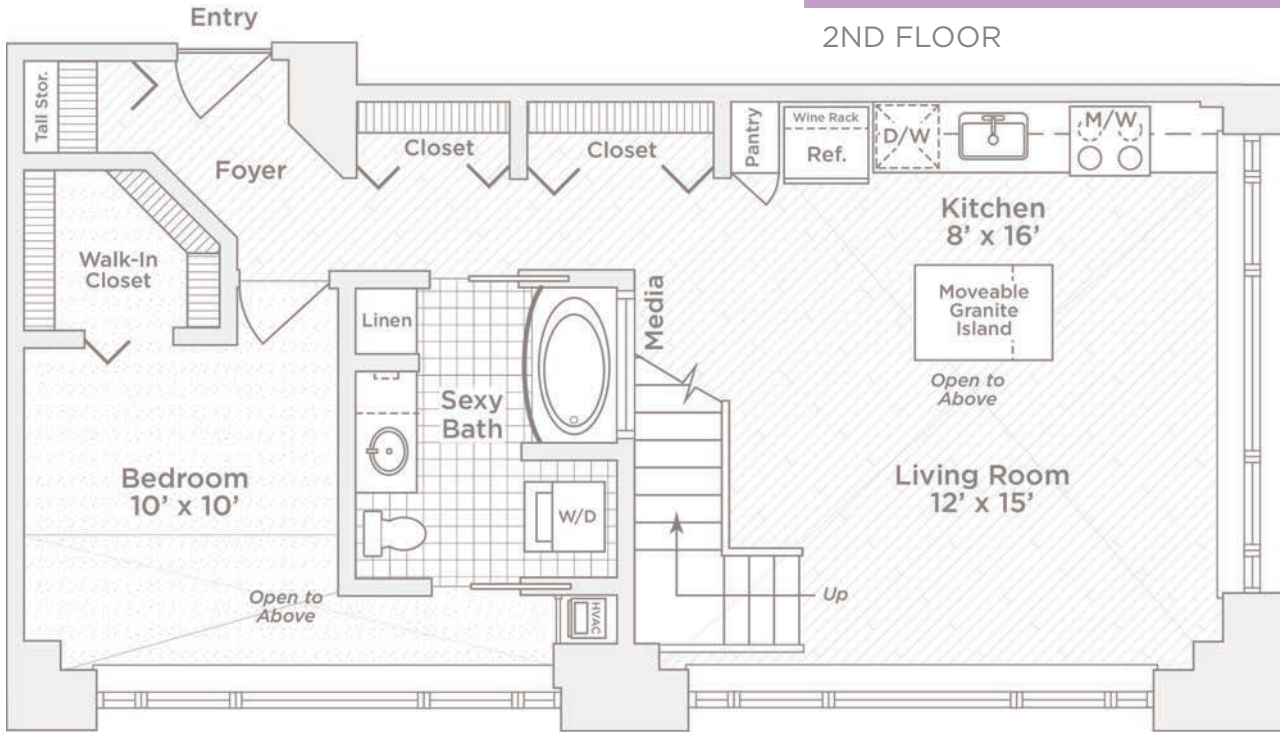 Entry
2ND FLOOR
Tall Stor.
Foyer
Closet
Closet
Pantry
Wine Rack
Ref.
D/W
M/W
Kitchen
8’ x 16’
Walk-In
Closet
Linen
Media
Moveable
Granite
Island
Open to
Above
Sexy
Bath
Bedroom
10’ x 10’
Living Room
12’ x 15’
W/D
Open to
Above
HVAC
Up